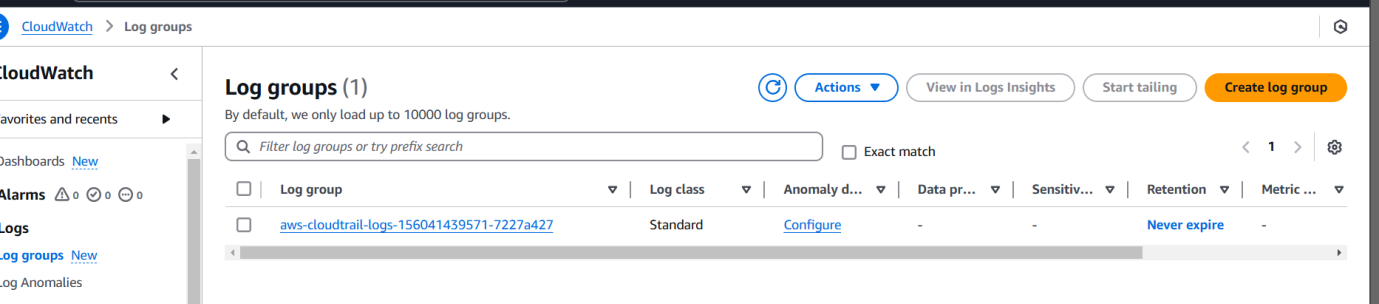 CloudWatch > Log groups
CloudWatch
Favorites and recents
Dashboards New
Alarms 0 0 0
Logs
Log groups New
Log Anomalies
Log groups (1)
Actions
View in Logs Insights
Start tailing
Create log group
By default, we only load up to 10000 log groups.
Filter log groups or try prefix search
Exact match
1
Log group Log class Anomaly d... Data pr... Sensitiv... Retention Metric ...
aws-cloudtrail-logs-156041439571-7227a427 Standard Configure - - Never expire -